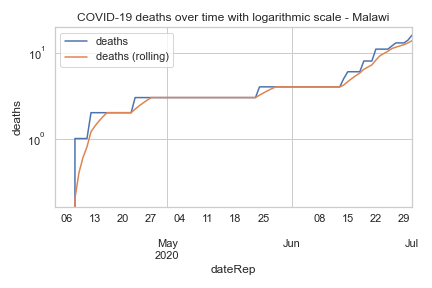 COVID-19 deaths over time with logarithmic scale - Malawi
deaths
deaths (rolling)
10¹
10⁰
deaths
06 13 20 27 04 11 18 25 08 15 22 29
May Jun Jul
2020
dateRep